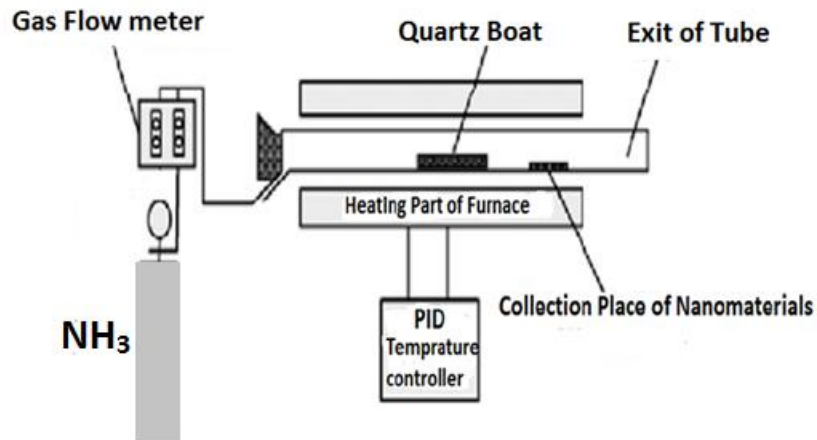 Gas Flow meter
Quartz Boat
Exit of Tube
Heating Part of Furnace
NH₃
PID
Temprature
controller
Collection Place of Nanomaterials